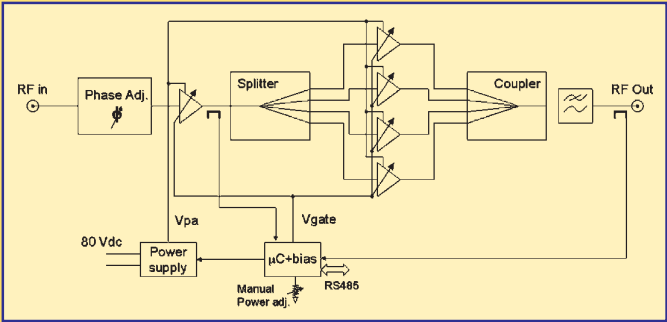 RF in
Phase Adj.
ϕ
Splitter
Coupler
RF Out
Vpa
Vgate
80 Vdc
Power
supply
µC+bias
RS485
Manual
Power adj.